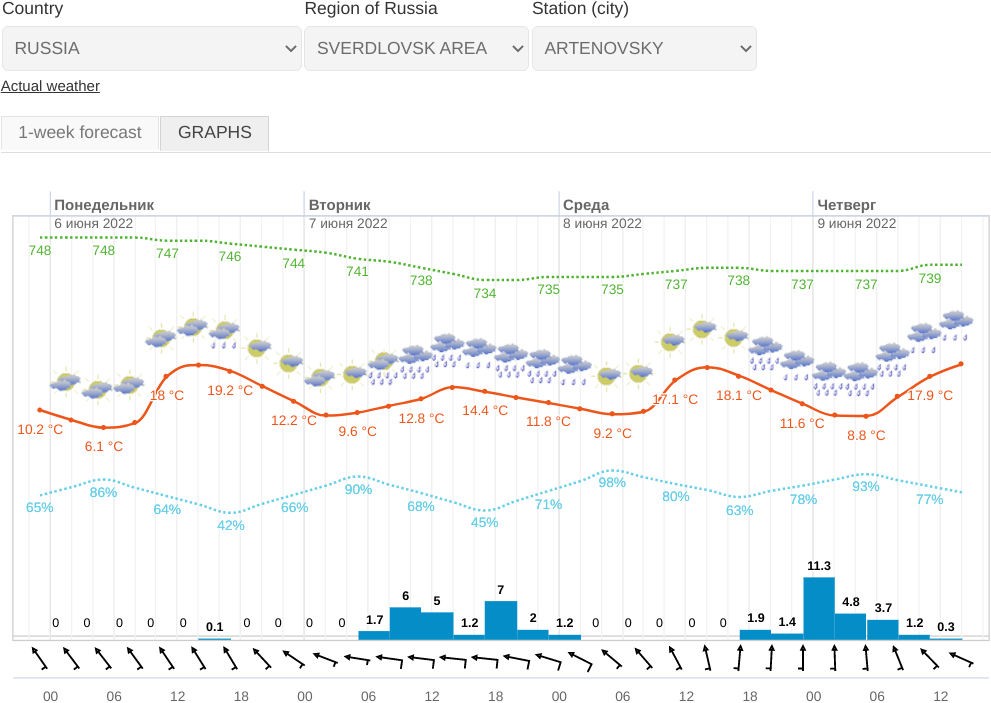 Country Region of Russia Station (city)
RUSSIA SVERDLOVSK AREA ARTENOVSKY
Actual weather
1-week forecast GRAPHS
Понедельник Вторник Среда Четверг
6 июня 2022 7 июня 2022 8 июня 2022 9 июня 2022
748 748 747 746 744 741 738 734 735 735 737 738 737 737 739
10.2 °C 6.1 °C 18 °C 19.2 °C 12.2 °C 9.6 °C 12.8 °C 14.4 °C 11.8 °C 9.2 °C 17.1 °C 18.1 °C 11.6 °C 8.8 °C 17.9 °C
65% 86% 64% 42% 66% 90% 68% 45% 71% 98% 80% 63% 78% 93% 77%
0 0 0 0 0 0.1 0 0 0 0 1.7 6 5 1.2 7 2 1.2 0 0 0 0 0 1.9 1.4 11.3 4.8 3.7 1.2 0.3
00 06 12 18 00 06 12 18 00 06 12 18 00 06 12